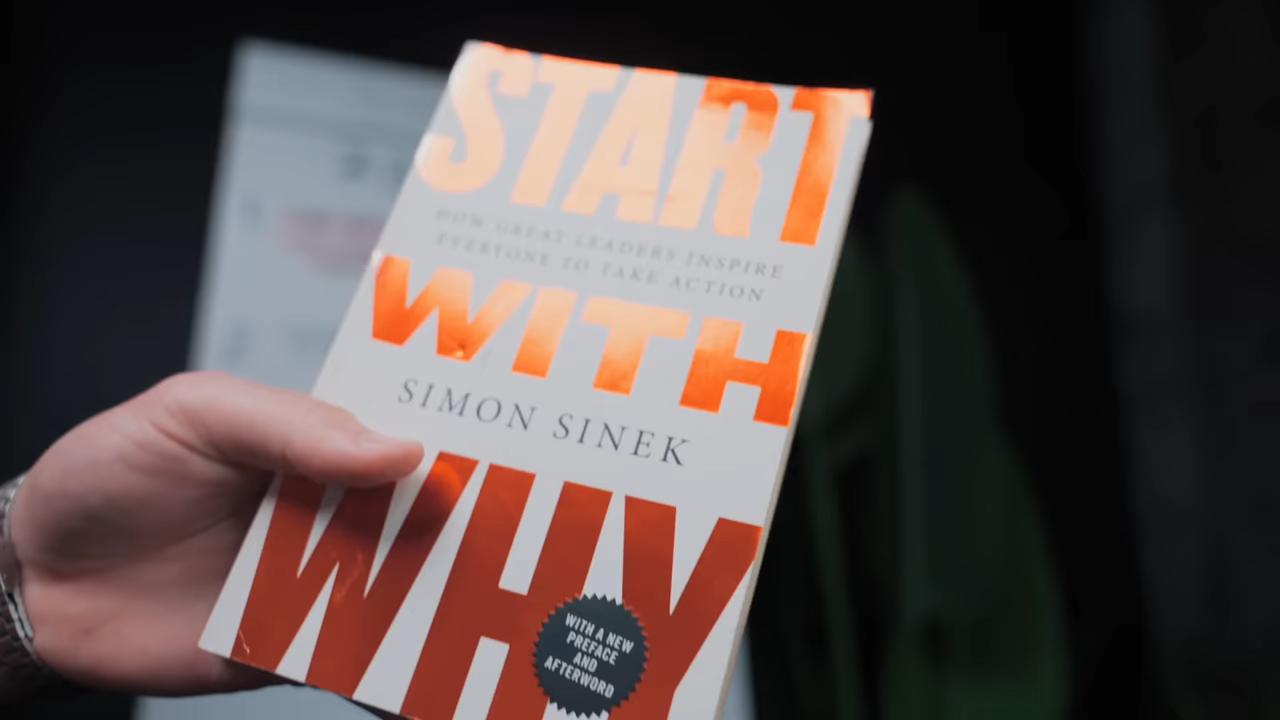 START
HOW GREAT LEADERS INSPIRE
EVERYONE TO TAKE ACTION
WITH
SIMON SINEK
WHY
WITH A NEW
PREFACE
AND
AFTERWORD